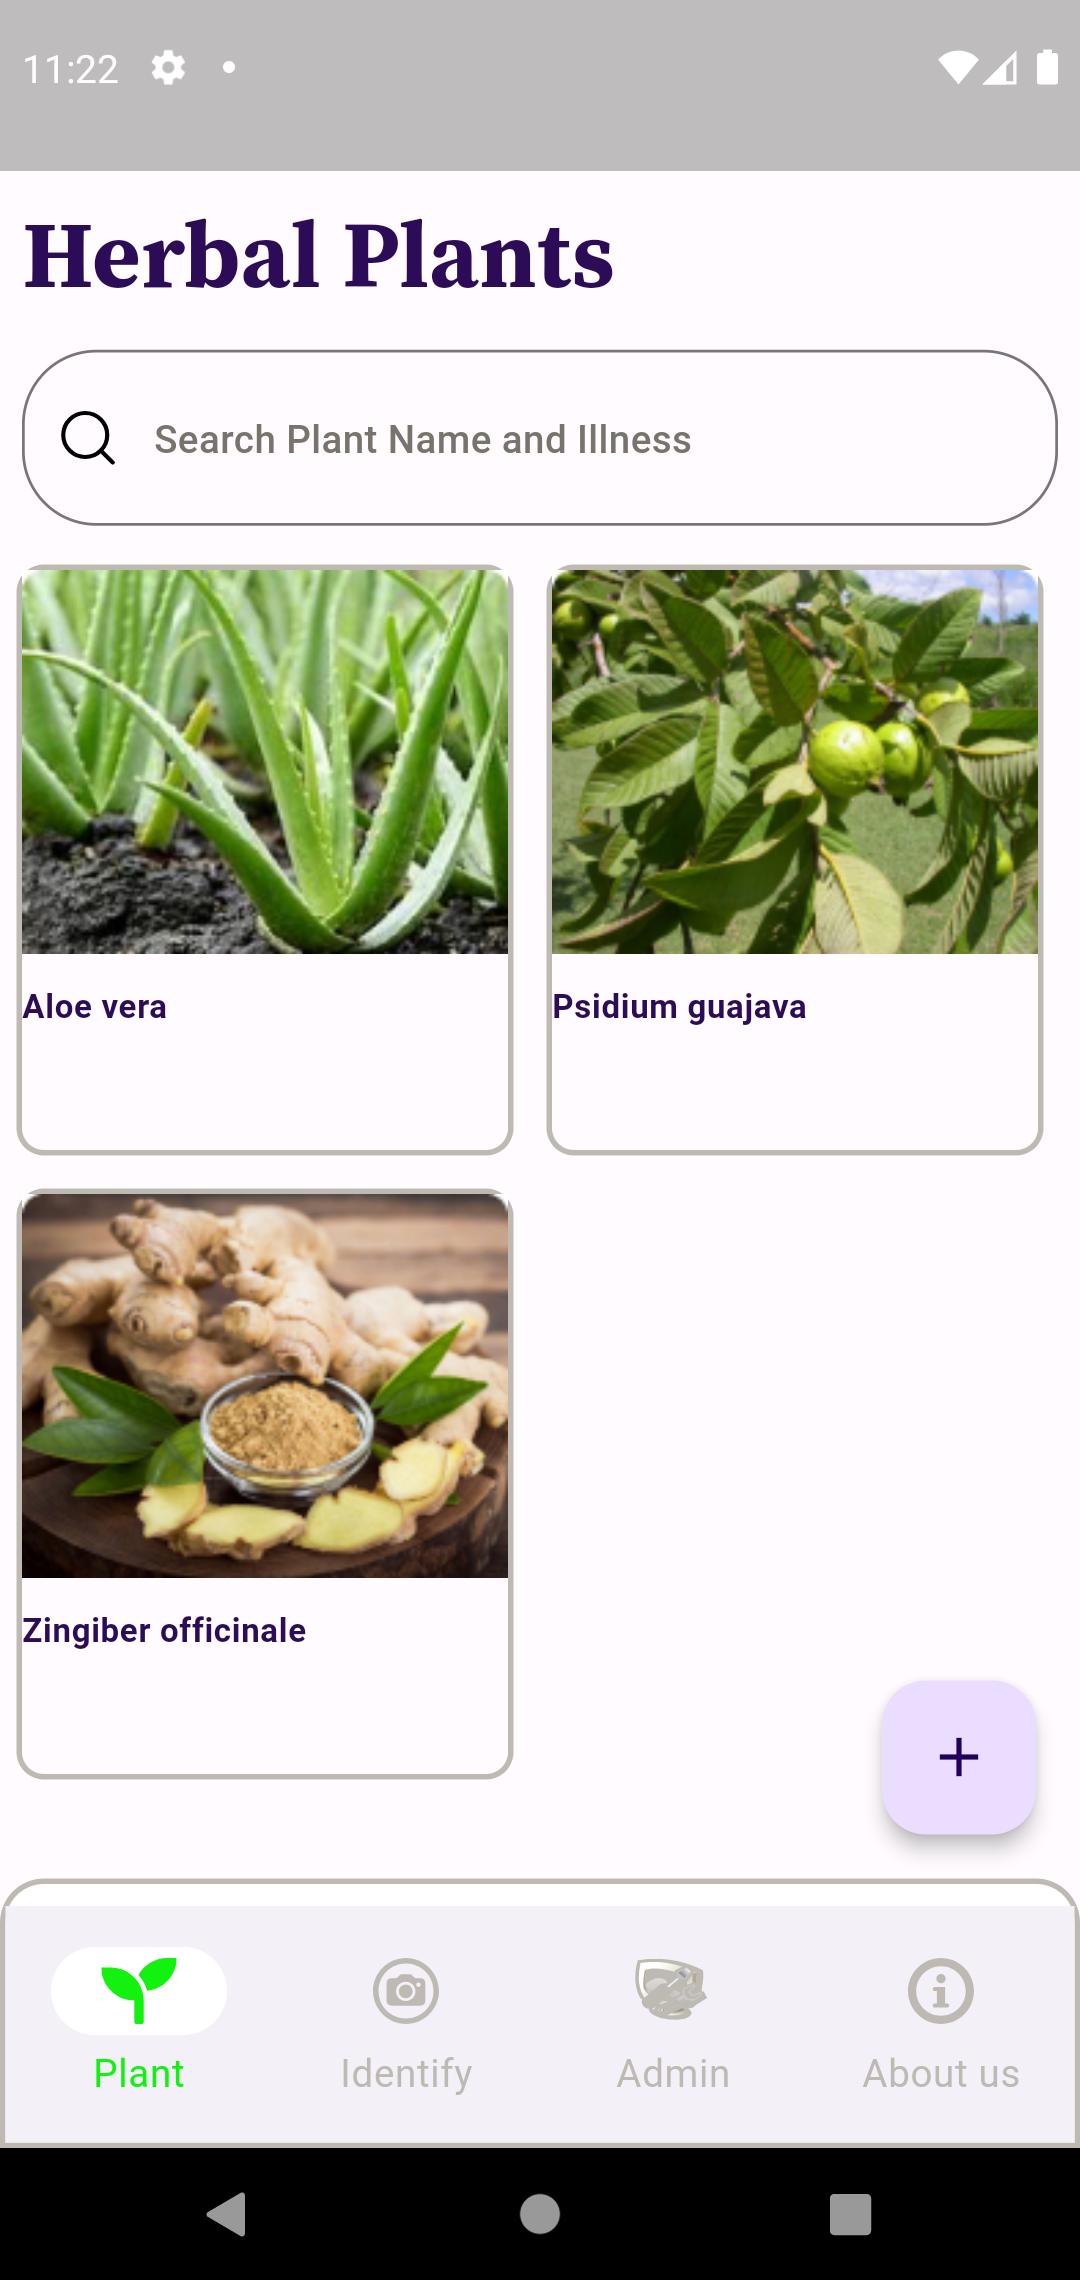 11:22
Herbal Plants
Search Plant Name and Illness
Aloe vera
Psidium guajava
Zingiber officinale
Plant
Identify
Admin
About us